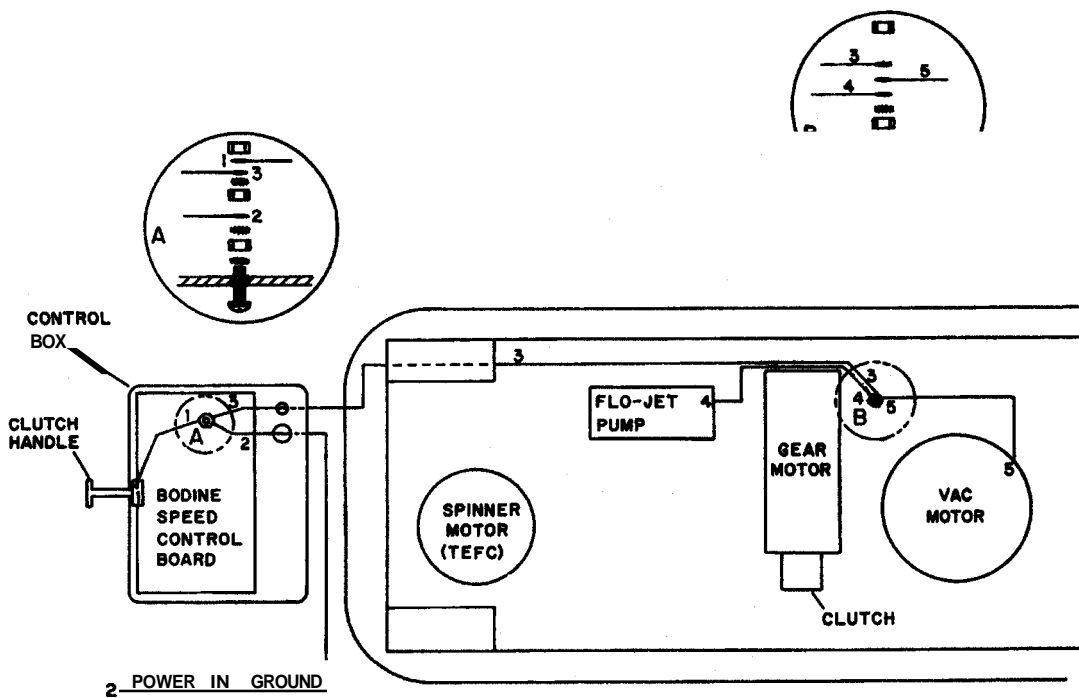 3
5
4
1
3
2
A
CONTROL
BOX
CLUTCH
HANDLE
1
3
A
2
BODINE
SPEED
CONTROL
BOARD
3
FLO-JET
PUMP
4
GEAR
MOTOR
3
4
5
B
SPINNER
MOTOR
(TEFC)
VAC
MOTOR
5
CLUTCH
2 POWER IN GROUND